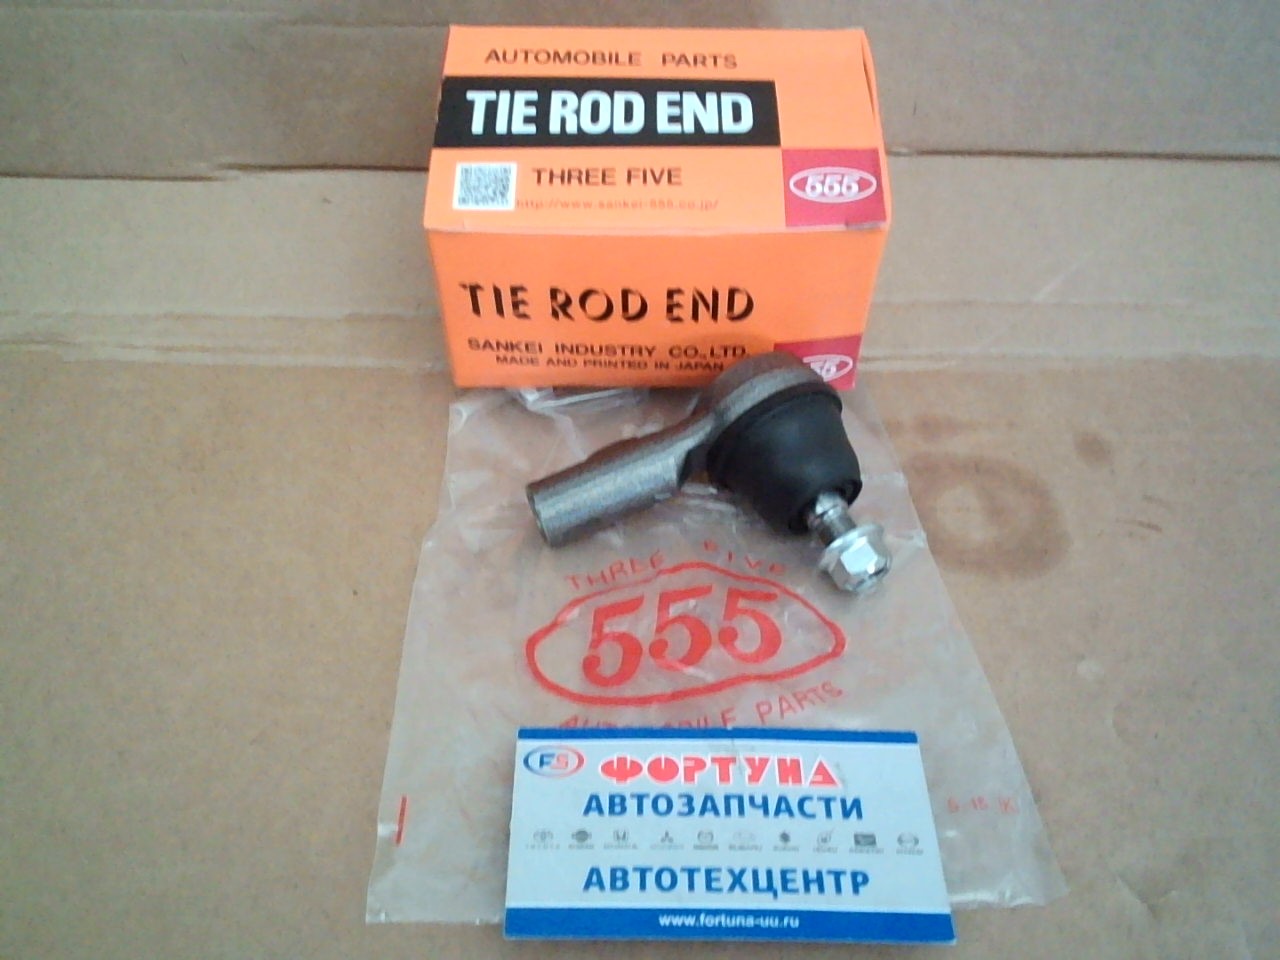 AUTOMOBILE PARTS
TIE ROD END
THREE FIVE
555
http://www.sankei-555.co.jp/
TIE ROD END
SANKEI INDUSTRY CO.,LTD.
MADE AND PRINTED IN JAPAN
THREE FIVE
555
AUTOMOBILE PARTS
FS ФОРТУНА
АВТОЗАПЧАСТИ
АВТОТЕХЦЕНТР
www.fortuna-uu.ru